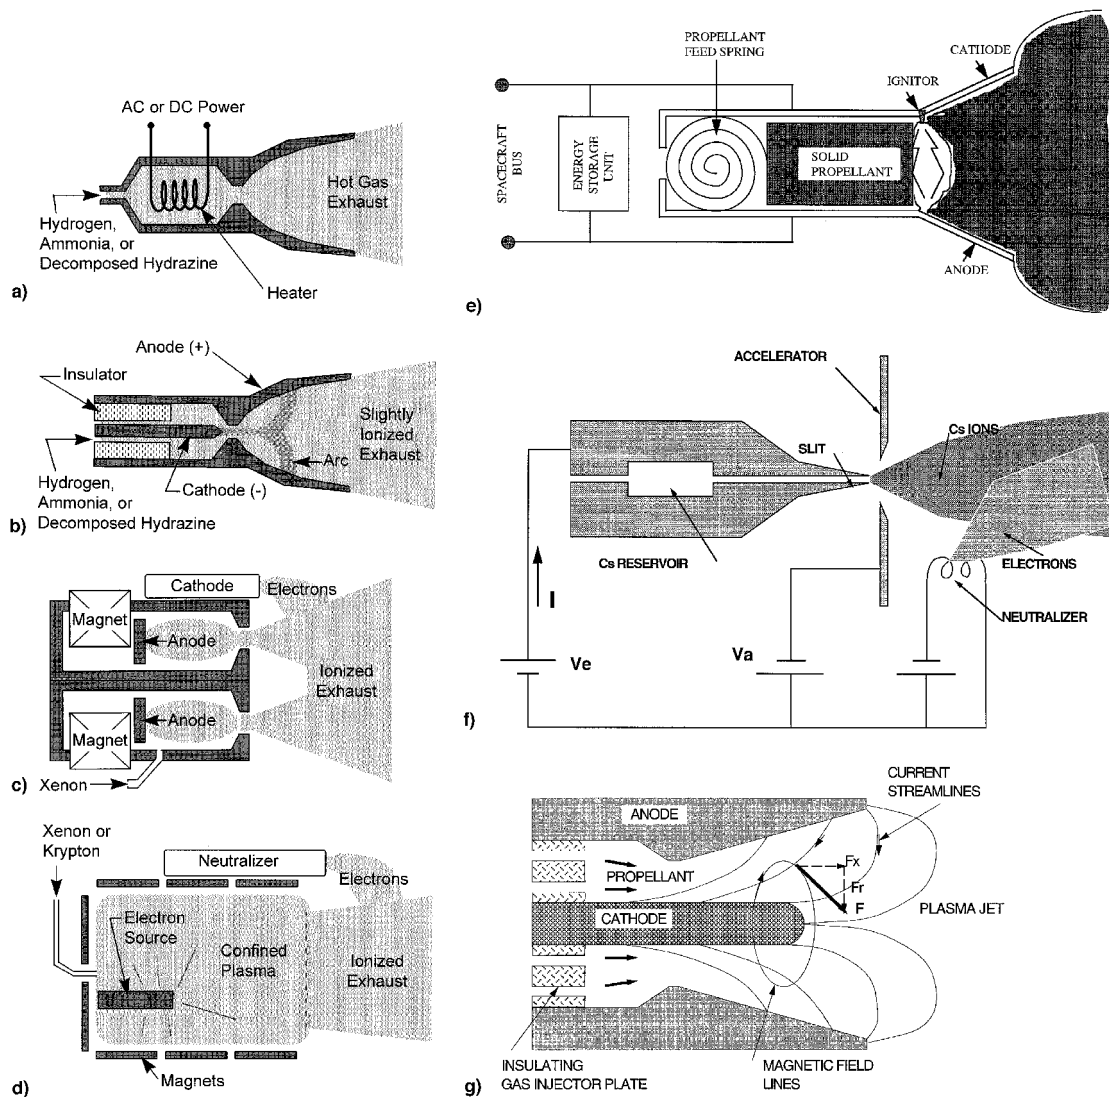 AC or DC Power
Hot Gas
Exhaust
Hydrogen,
Ammonia, or
Decomposed Hydrazine
Heater
a)
Anode (+)
Insulator
Slightly
Ionized
Exhaust
Arc
Cathode (-)
Hydrogen,
Ammonia, or
Decomposed Hydrazine
b)
Cathode
Electrons
Magnet
Anode
Ionized
Exhaust
Anode
Magnet
Xenon
c)
Xenon or
Krypton
Neutralizer
Electrons
Electron
Source
Confined
Plasma
Ionized
Exhaust
Magnets
d)
PROPELLANT
FEED SPRING
CATHODE
IGNITOR
SPACECRAFT
BUS
ENERGY
STORAGE
UNIT
SOLID
PROPELLANT
ANODE
e)
ACCELERATOR
Cs IONS
SLIT
Cs RESERVOIR
ELECTRONS
NEUTRALIZER
I
Ve
Va
f)
CURRENT
STREAMLINES
ANODE
PROPELLANT
Fx
Fr
F
CATHODE
PLASMA JET
INSULATING
GAS INJECTOR PLATE
MAGNETIC FIELD
LINES
g)